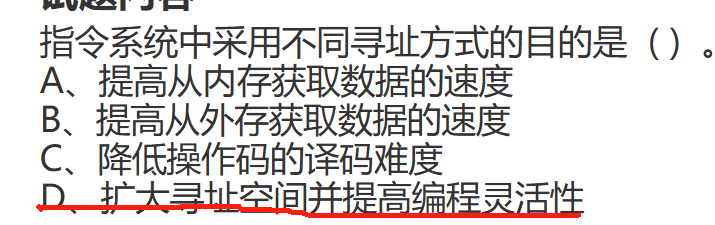 试题内容
指令系统中采用不同寻址方式的目的是（ ）。
A、提高从内存获取数据的速度
B、提高从外存获取数据的速度
C、降低操作码的译码难度
D、扩大寻址空间并提高编程灵活性